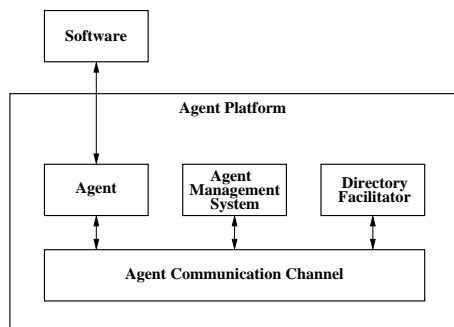 Software
Agent Platform
Agent
Agent
Management
System
Directory
Facilitator
Agent Communication Channel